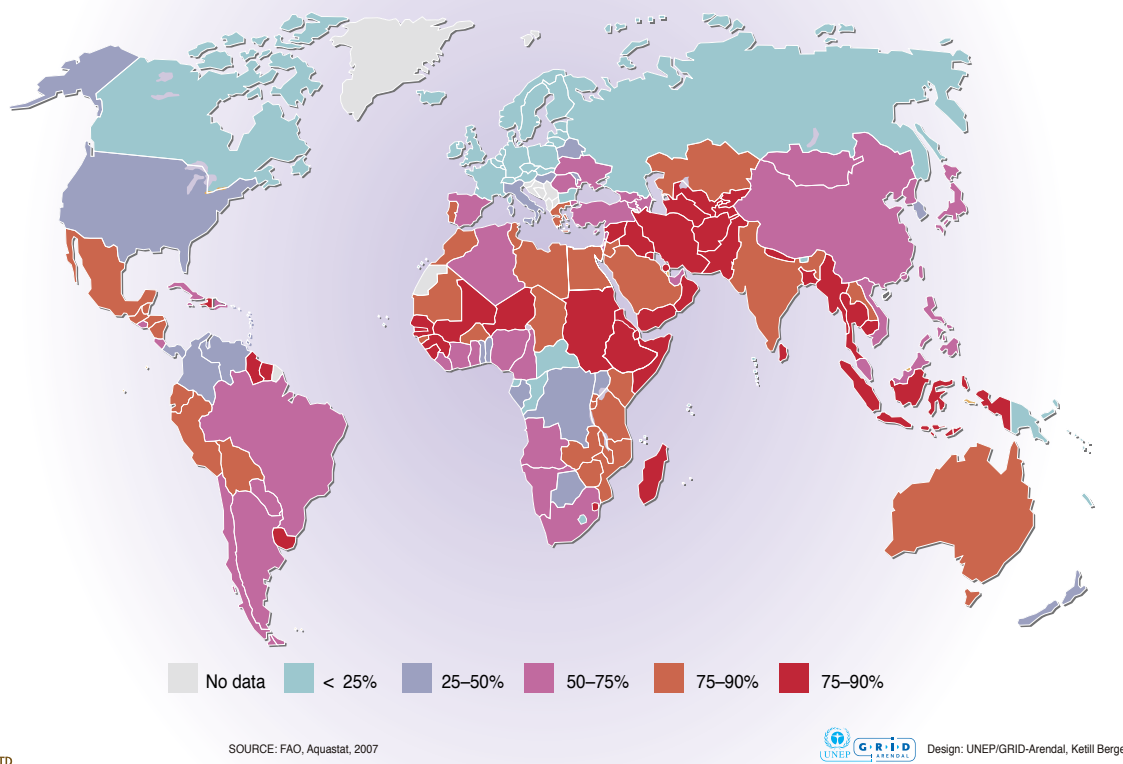 No data
< 25%
25–50%
50–75%
75–90%
75–90%
SOURCE: FAO, Aquastat, 2007
UNEP
G·R·I·D
ARENDAL
Design: UNEP/GRID-Arendal, Ketill Berge
TD